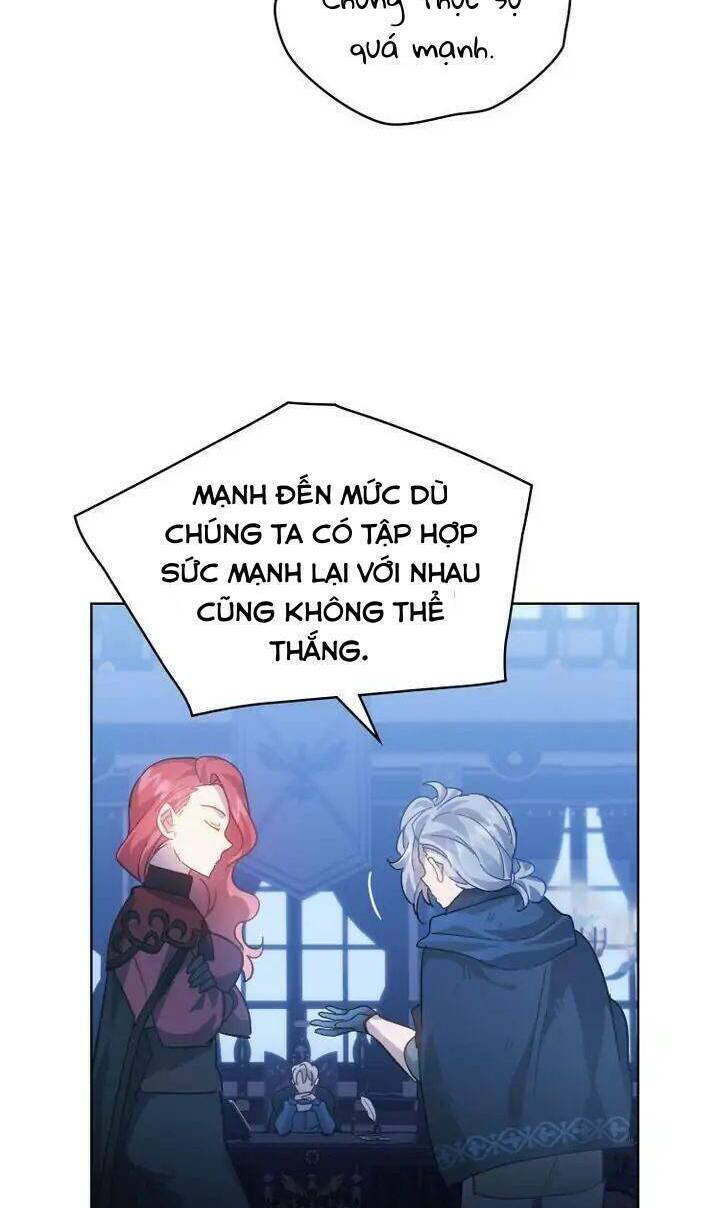 quá mạnh.
MẠNH ĐẾN MỨC DÙ
CHÚNG TA CÓ TẬP HỢP
SỨC MẠNH LẠI VỚI NHAU
CŨNG KHÔNG THỂ
THẮNG.